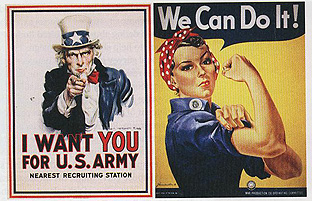 I WANT YOU
FOR U.S. ARMY
NEAREST RECRUITING STATION
We Can Do It!